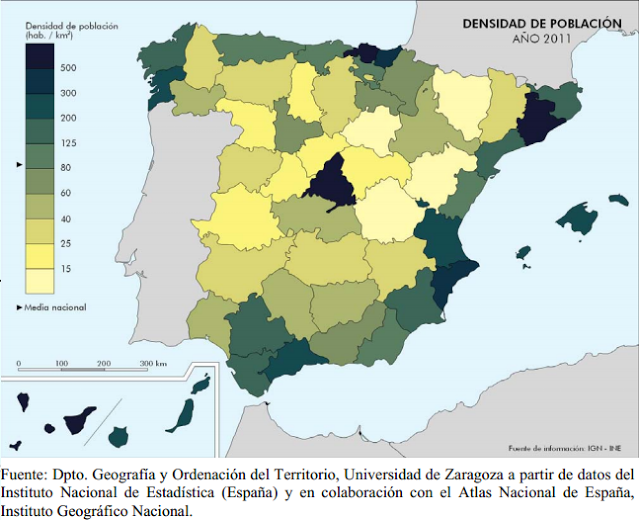 Densidad de población
(hab. / km²)
DENSIDAD DE POBLACIÓN
AÑO 2011
500
300
200
125
80
60
40
25
15
Media nacional
0 100 200 300 km
Fuente de información: IGN - INE
Fuente: Dpto. Geografía y Ordenación del Territorio, Universidad de Zaragoza a partir de datos del
Instituto Nacional de Estadística (España) y en colaboración con el Atlas Nacional de España,
Instituto Geográfico Nacional.